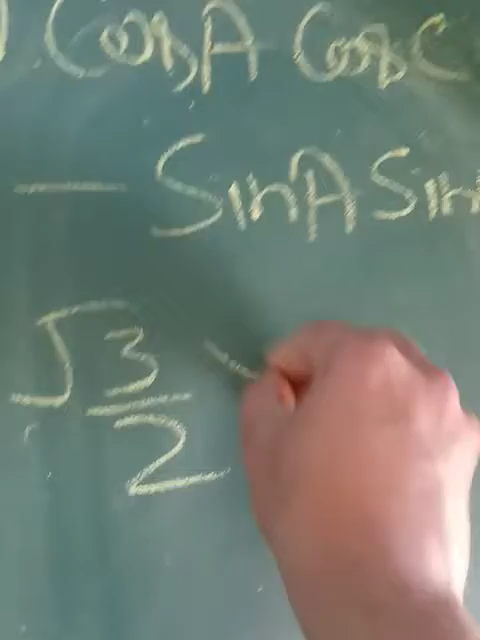 ) CosA CosC
— SinA Sin
√3/2 ×